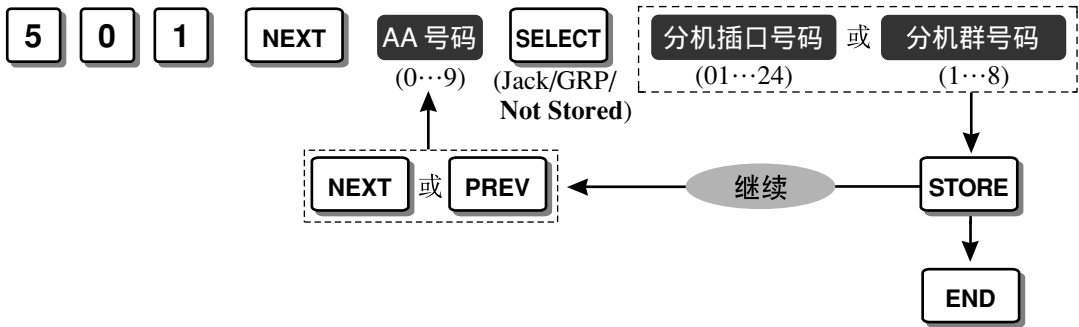 5 0 1 NEXT AA 号码 SELECT 分机插口号码 或 分机群号码
(0…9) (Jack/GRP/ (01…24) (1…8)
Not Stored)
NEXT 或 PREV 继续 STORE
END